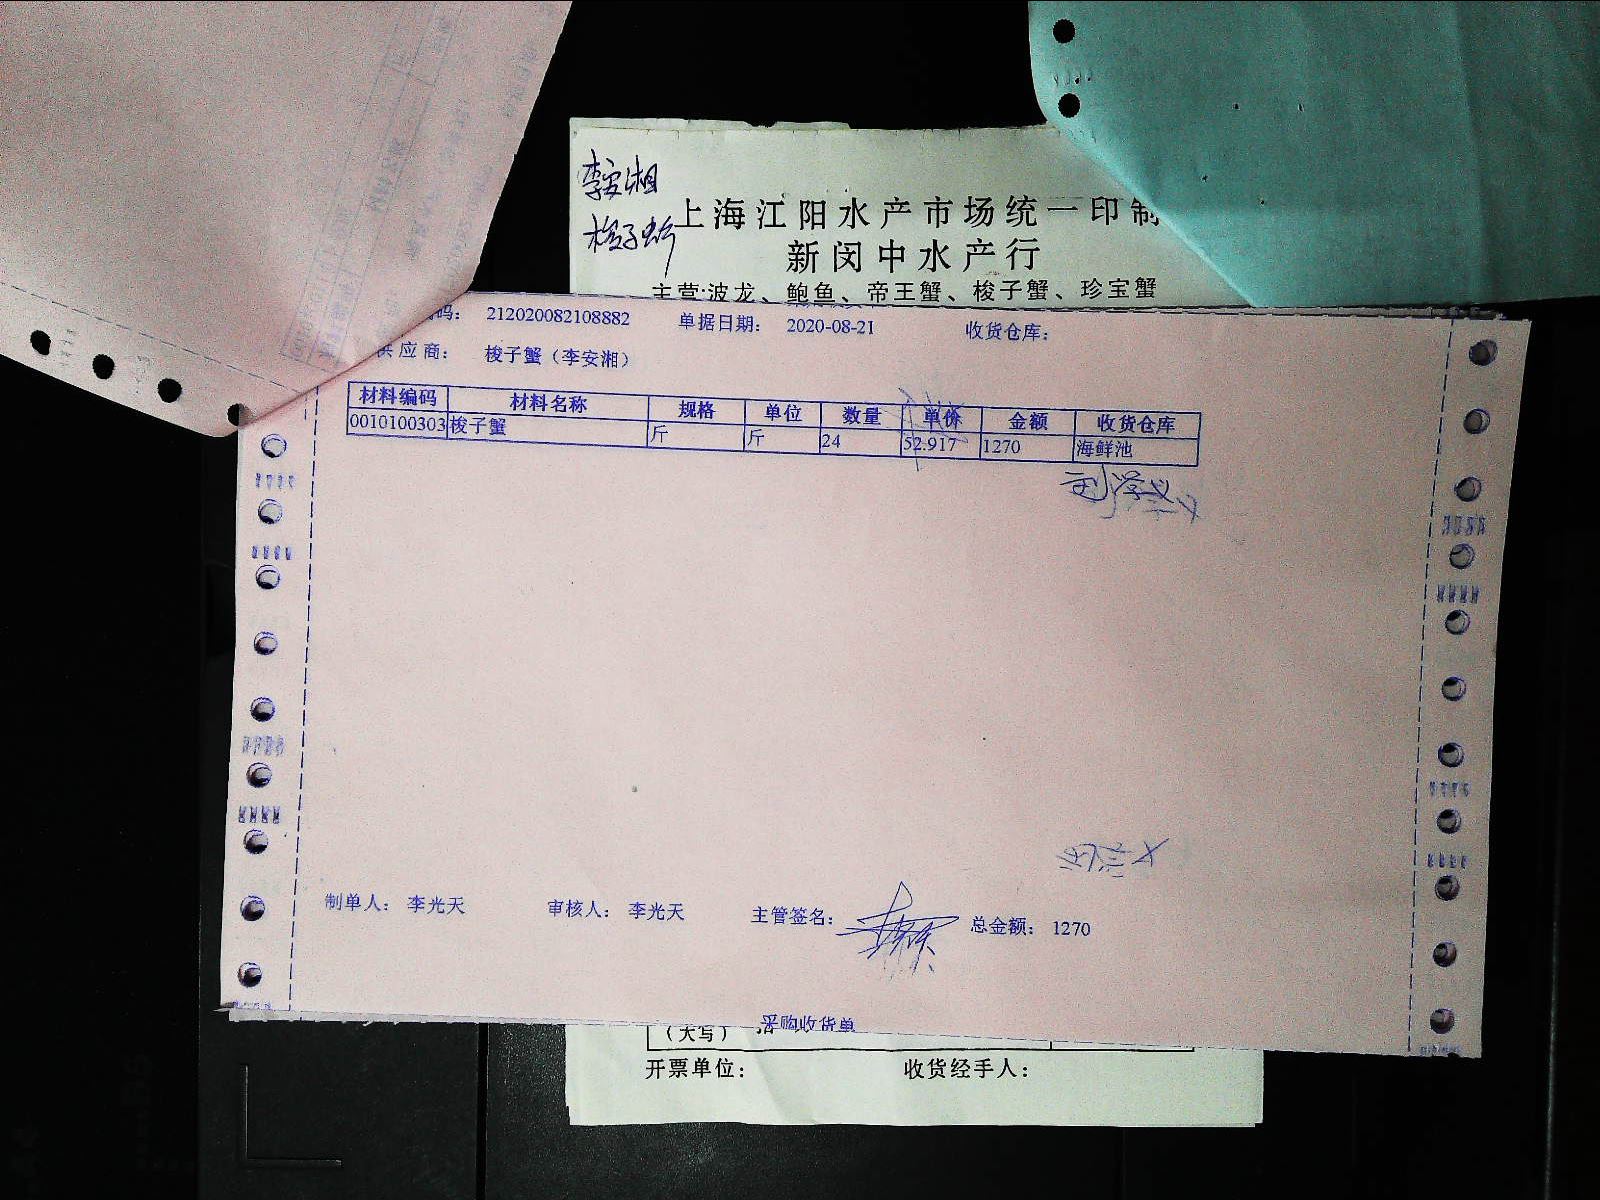 李安湘
梭子蟹
上海江阳水产市场统一印制
新闵中水产行
主营:波龙、鲍鱼、帝王蟹、梭子蟹、珍宝蟹
码： 212020082108882 单据日期： 2020-08-21 收货仓库：
供应商： 梭子蟹（李安湘）
材料编码 材料名称 规格 单位 数量 单价 金额 收货仓库
0010100303 梭子蟹 斤 斤 24 52.917 1270 海鲜池
制单人： 李光天 审核人： 李光天 主管签名： 总金额： 1270
采购收货单
（大写）
开票单位： 收货经手人：